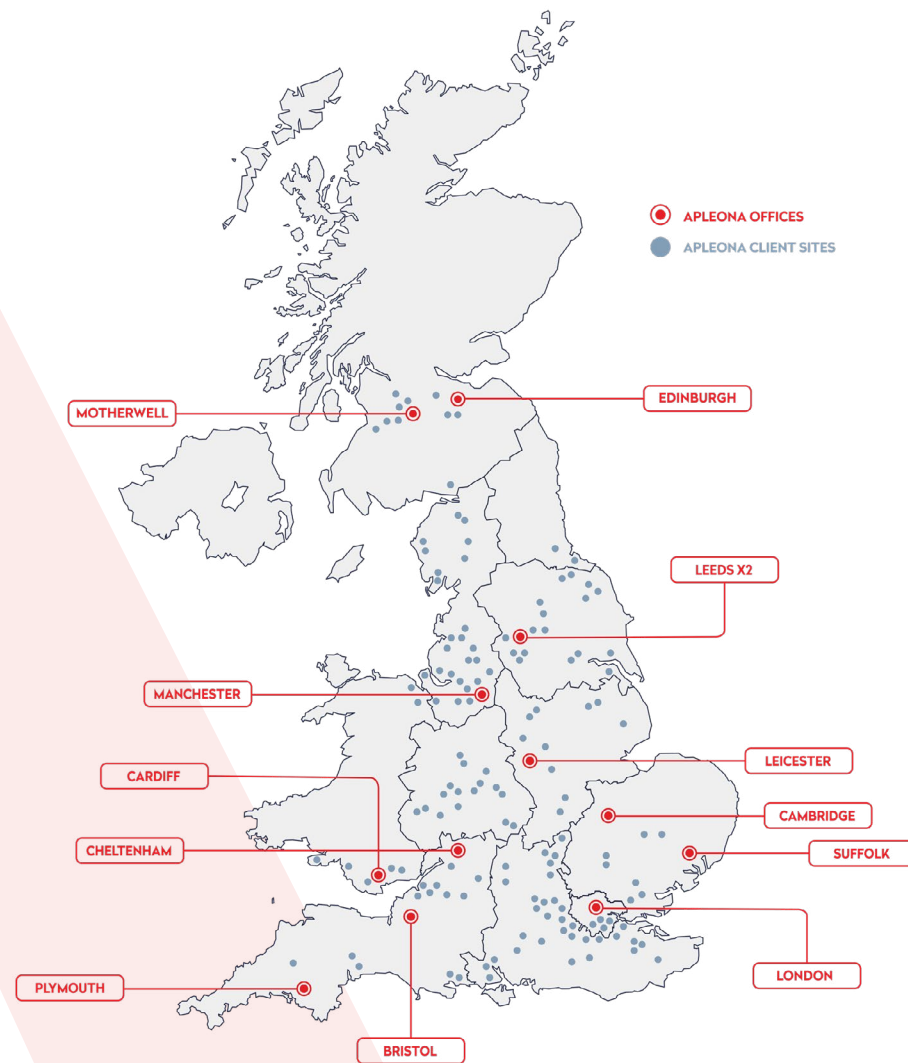 APLEONA OFFICES
APLEONA CLIENT SITES
EDINBURGH
MOTHERWELL
LEEDS X2
MANCHESTER
LEICESTER
CARDIFF
CAMBRIDGE
CHELTENHAM
SUFFOLK
LONDON
PLYMOUTH
BRISTOL